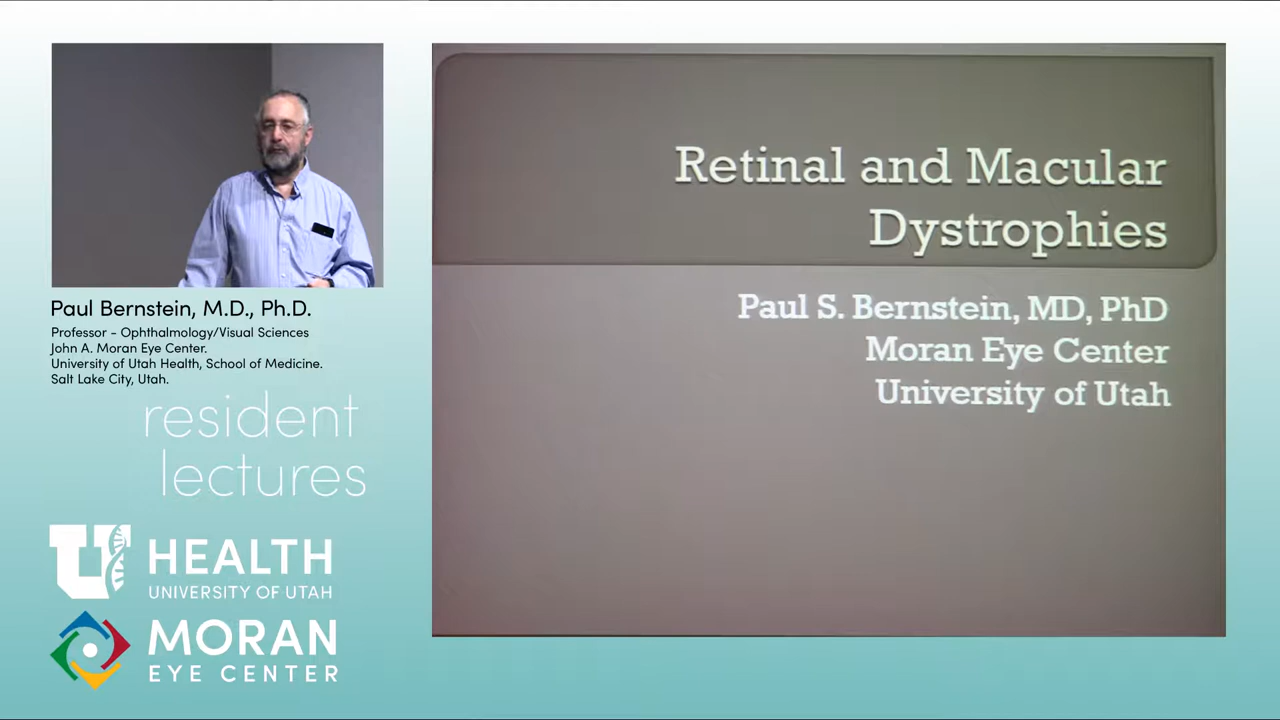 Paul Bernstein, M.D., Ph.D.
Professor - Ophthalmology/Visual Sciences
John A. Moran Eye Center.
University of Utah Health, School of Medicine.
Salt Lake City, Utah.
resident
lectures
U HEALTH
UNIVERSITY OF UTAH
MORAN
EYE CENTER
Retinal and Macular
Dystrophies
Paul S. Bernstein, MD, PhD
Moran Eye Center
University of Utah